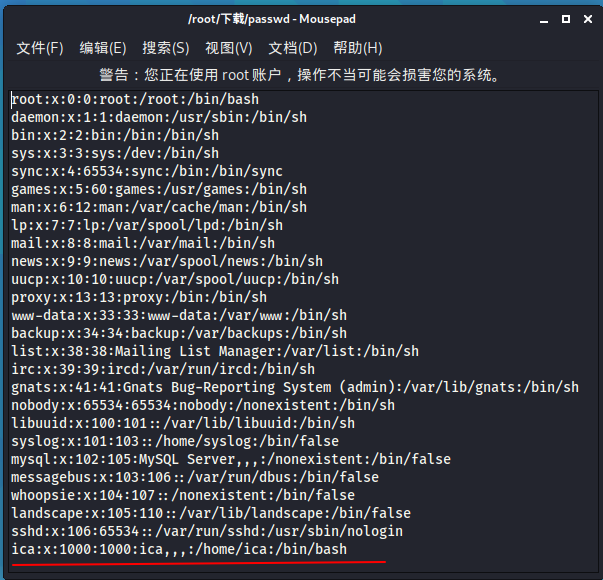 /root/下载/passwd - Mousepad
文件(F) 编辑(E) 搜索(S) 视图(V) 文档(D) 帮助(H)
警告：您正在使用 root 账户，操作不当可能会损害您的系统。
root:x:0:0:root:/root:/bin/bash
daemon:x:1:1:daemon:/usr/sbin:/bin/sh
bin:x:2:2:bin:/bin:/bin/sh
sys:x:3:3:sys:/dev:/bin/sh
sync:x:4:65534:sync:/bin:/bin/sync
games:x:5:60:games:/usr/games:/bin/sh
man:x:6:12:man:/var/cache/man:/bin/sh
lp:x:7:7:lp:/var/spool/lpd:/bin/sh
mail:x:8:8:mail:/var/mail:/bin/sh
news:x:9:9:news:/var/spool/news:/bin/sh
uucp:x:10:10:uucp:/var/spool/uucp:/bin/sh
proxy:x:13:13:proxy:/bin:/bin/sh
www-data:x:33:33:www-data:/var/www:/bin/sh
backup:x:34:34:backup:/var/backups:/bin/sh
list:x:38:38:Mailing List Manager:/var/list:/bin/sh
irc:x:39:39:ircd:/var/run/ircd:/bin/sh
gnats:x:41:41:Gnats Bug-Reporting System (admin):/var/lib/gnats:/bin/sh
nobody:x:65534:65534:nobody:/nonexistent:/bin/sh
libuuid:x:100:101::/var/lib/libuuid:/bin/sh
syslog:x:101:103::/home/syslog:/bin/false
mysql:x:102:105:MySQL Server,,,:/nonexistent:/bin/false
messagebus:x:103:106::/var/run/dbus:/bin/false
whoopsie:x:104:107::/nonexistent:/bin/false
landscape:x:105:110::/var/lib/landscape:/bin/false
sshd:x:106:65534::/var/run/sshd:/usr/sbin/nologin
ica:x:1000:1000:ica,,,:/home/ica:/bin/bash